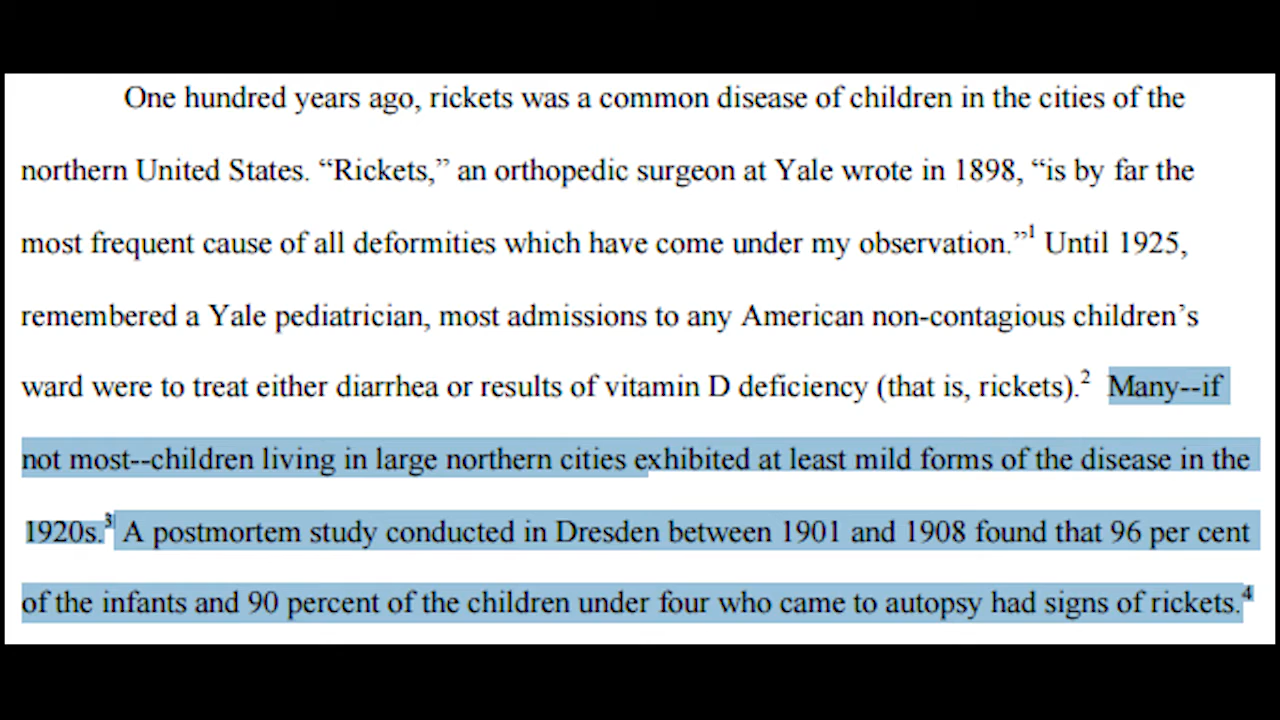 One hundred years ago, rickets was a common disease of children in the cities of the
northern United States. “Rickets,” an orthopedic surgeon at Yale wrote in 1898, “is by far the
most frequent cause of all deformities which have come under my observation.”1 Until 1925,
remembered a Yale pediatrician, most admissions to any American non-contagious children’s
ward were to treat either diarrhea or results of vitamin D deficiency (that is, rickets).2 Many--if
not most--children living in large northern cities exhibited at least mild forms of the disease in the
1920s.3 A postmortem study conducted in Dresden between 1901 and 1908 found that 96 per cent
of the infants and 90 percent of the children under four who came to autopsy had signs of rickets.4